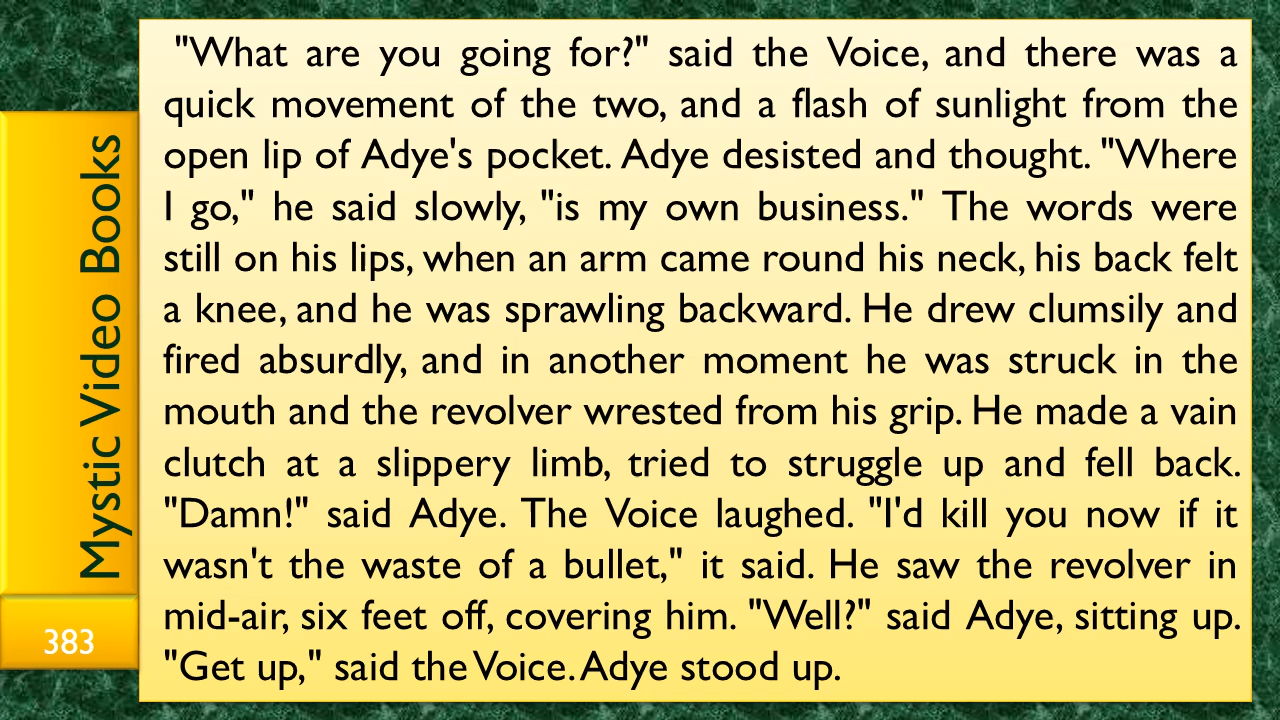 "What are you going for?" said the Voice, and there was a
quick movement of the two, and a flash of sunlight from the
open lip of Adye's pocket. Adye desisted and thought. "Where
I go," he said slowly, "is my own business." The words were
still on his lips, when an arm came round his neck, his back felt
a knee, and he was sprawling backward. He drew clumsily and
fired absurdly, and in another moment he was struck in the
mouth and the revolver wrested from his grip. He made a vain
clutch at a slippery limb, tried to struggle up and fell back.
"Damn!" said Adye. The Voice laughed. "I'd kill you now if it
wasn't the waste of a bullet," it said. He saw the revolver in
mid-air, six feet off, covering him. "Well?" said Adye, sitting up.
"Get up," said the Voice. Adye stood up.
Mystic Video Books
383